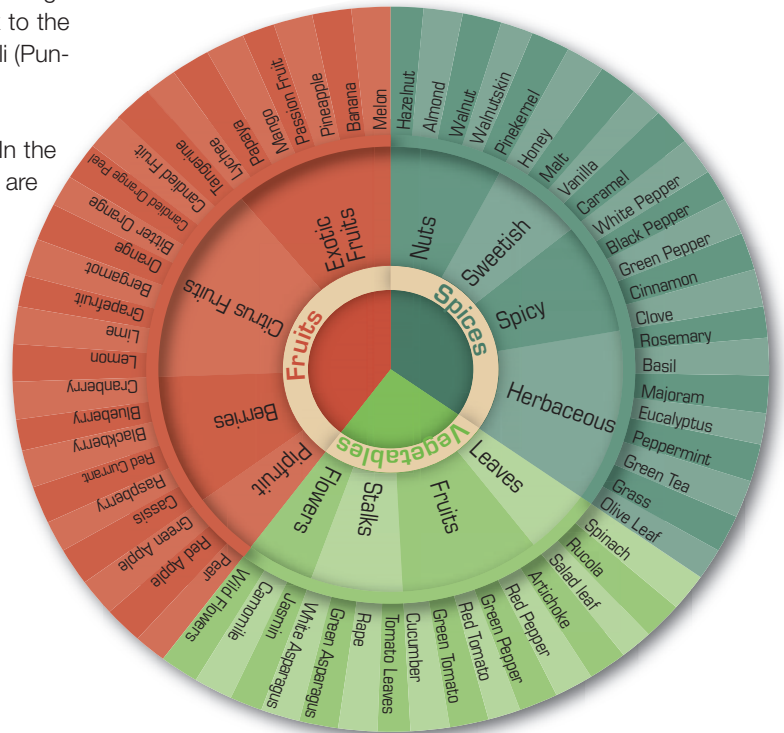 to the
li (Pun-
In the
are
Fruits
Spices
Vegetables
Exotic
Fruits
Citrus Fruits
Berries
Pipfruit
Nuts
Sweetish
Spicy
Herbaceous
Leaves
Fruits
Stalks
Flowers
Hazelnut
Almond
Walnut
Walnutskin
Pinekernel
Honey
Malt
Vanilla
Caramel
White Pepper
Black Pepper
Green Pepper
Cinnamon
Clove
Rosemary
Basil
Majoram
Eucalyptus
Peppermint
Green Tea
Grass
Olive Leaf
Spinach
Rucola
Salad leaf
Artichoke
Red Pepper
Green Pepper
Red Tomato
Green Tomato
Cucumber
Tomato Leaves
Rape
Green Asparagus
White Asparagus
Jasmin
Camomile
Wild Flowers
Pear
Red Apple
Green Apple
Cassis
Raspberry
Red Currant
Blackberry
Blueberry
Cranberry
Lemon
Lime
Grapefruit
Bergamot
Orange
Bitter Orange
Candied Orange Peel
Candied Fruit
Tangerine
Lychee
Papaya
Mango
Passion Fruit
Pineapple
Banana
Melon